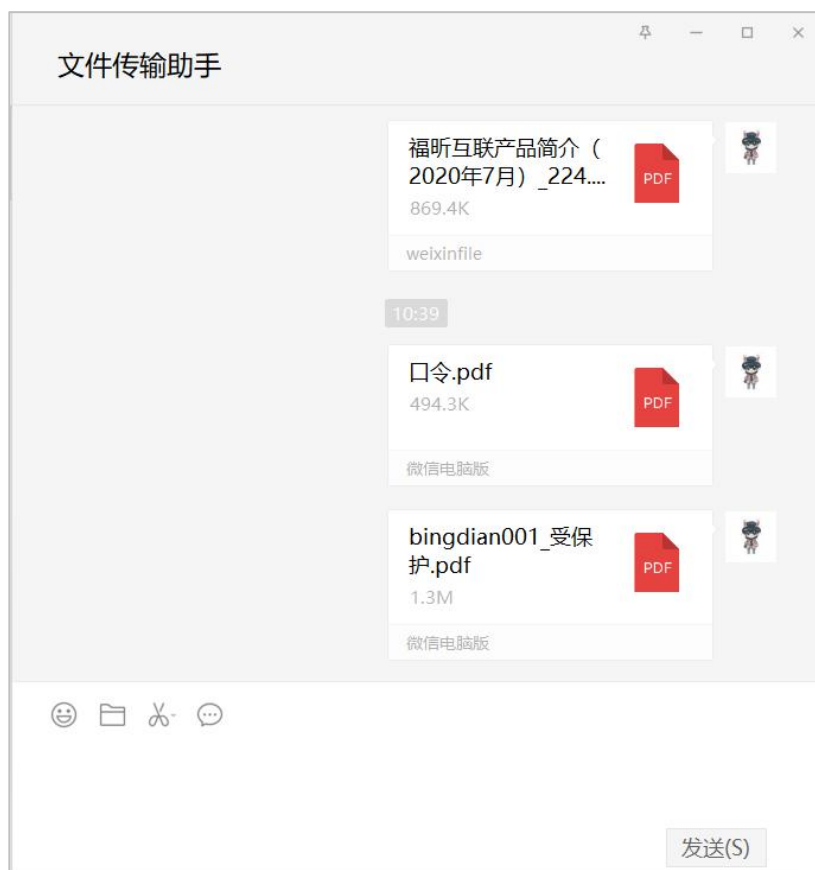 文件传输助手
福昕互联产品简介（
2020年7月）_224....
PDF
869.4K
weixinfile
10:39
口令.pdf
PDF
494.3K
微信电脑版
bingdian001_受保
护.pdf
PDF
1.3M
微信电脑版
发送(S)